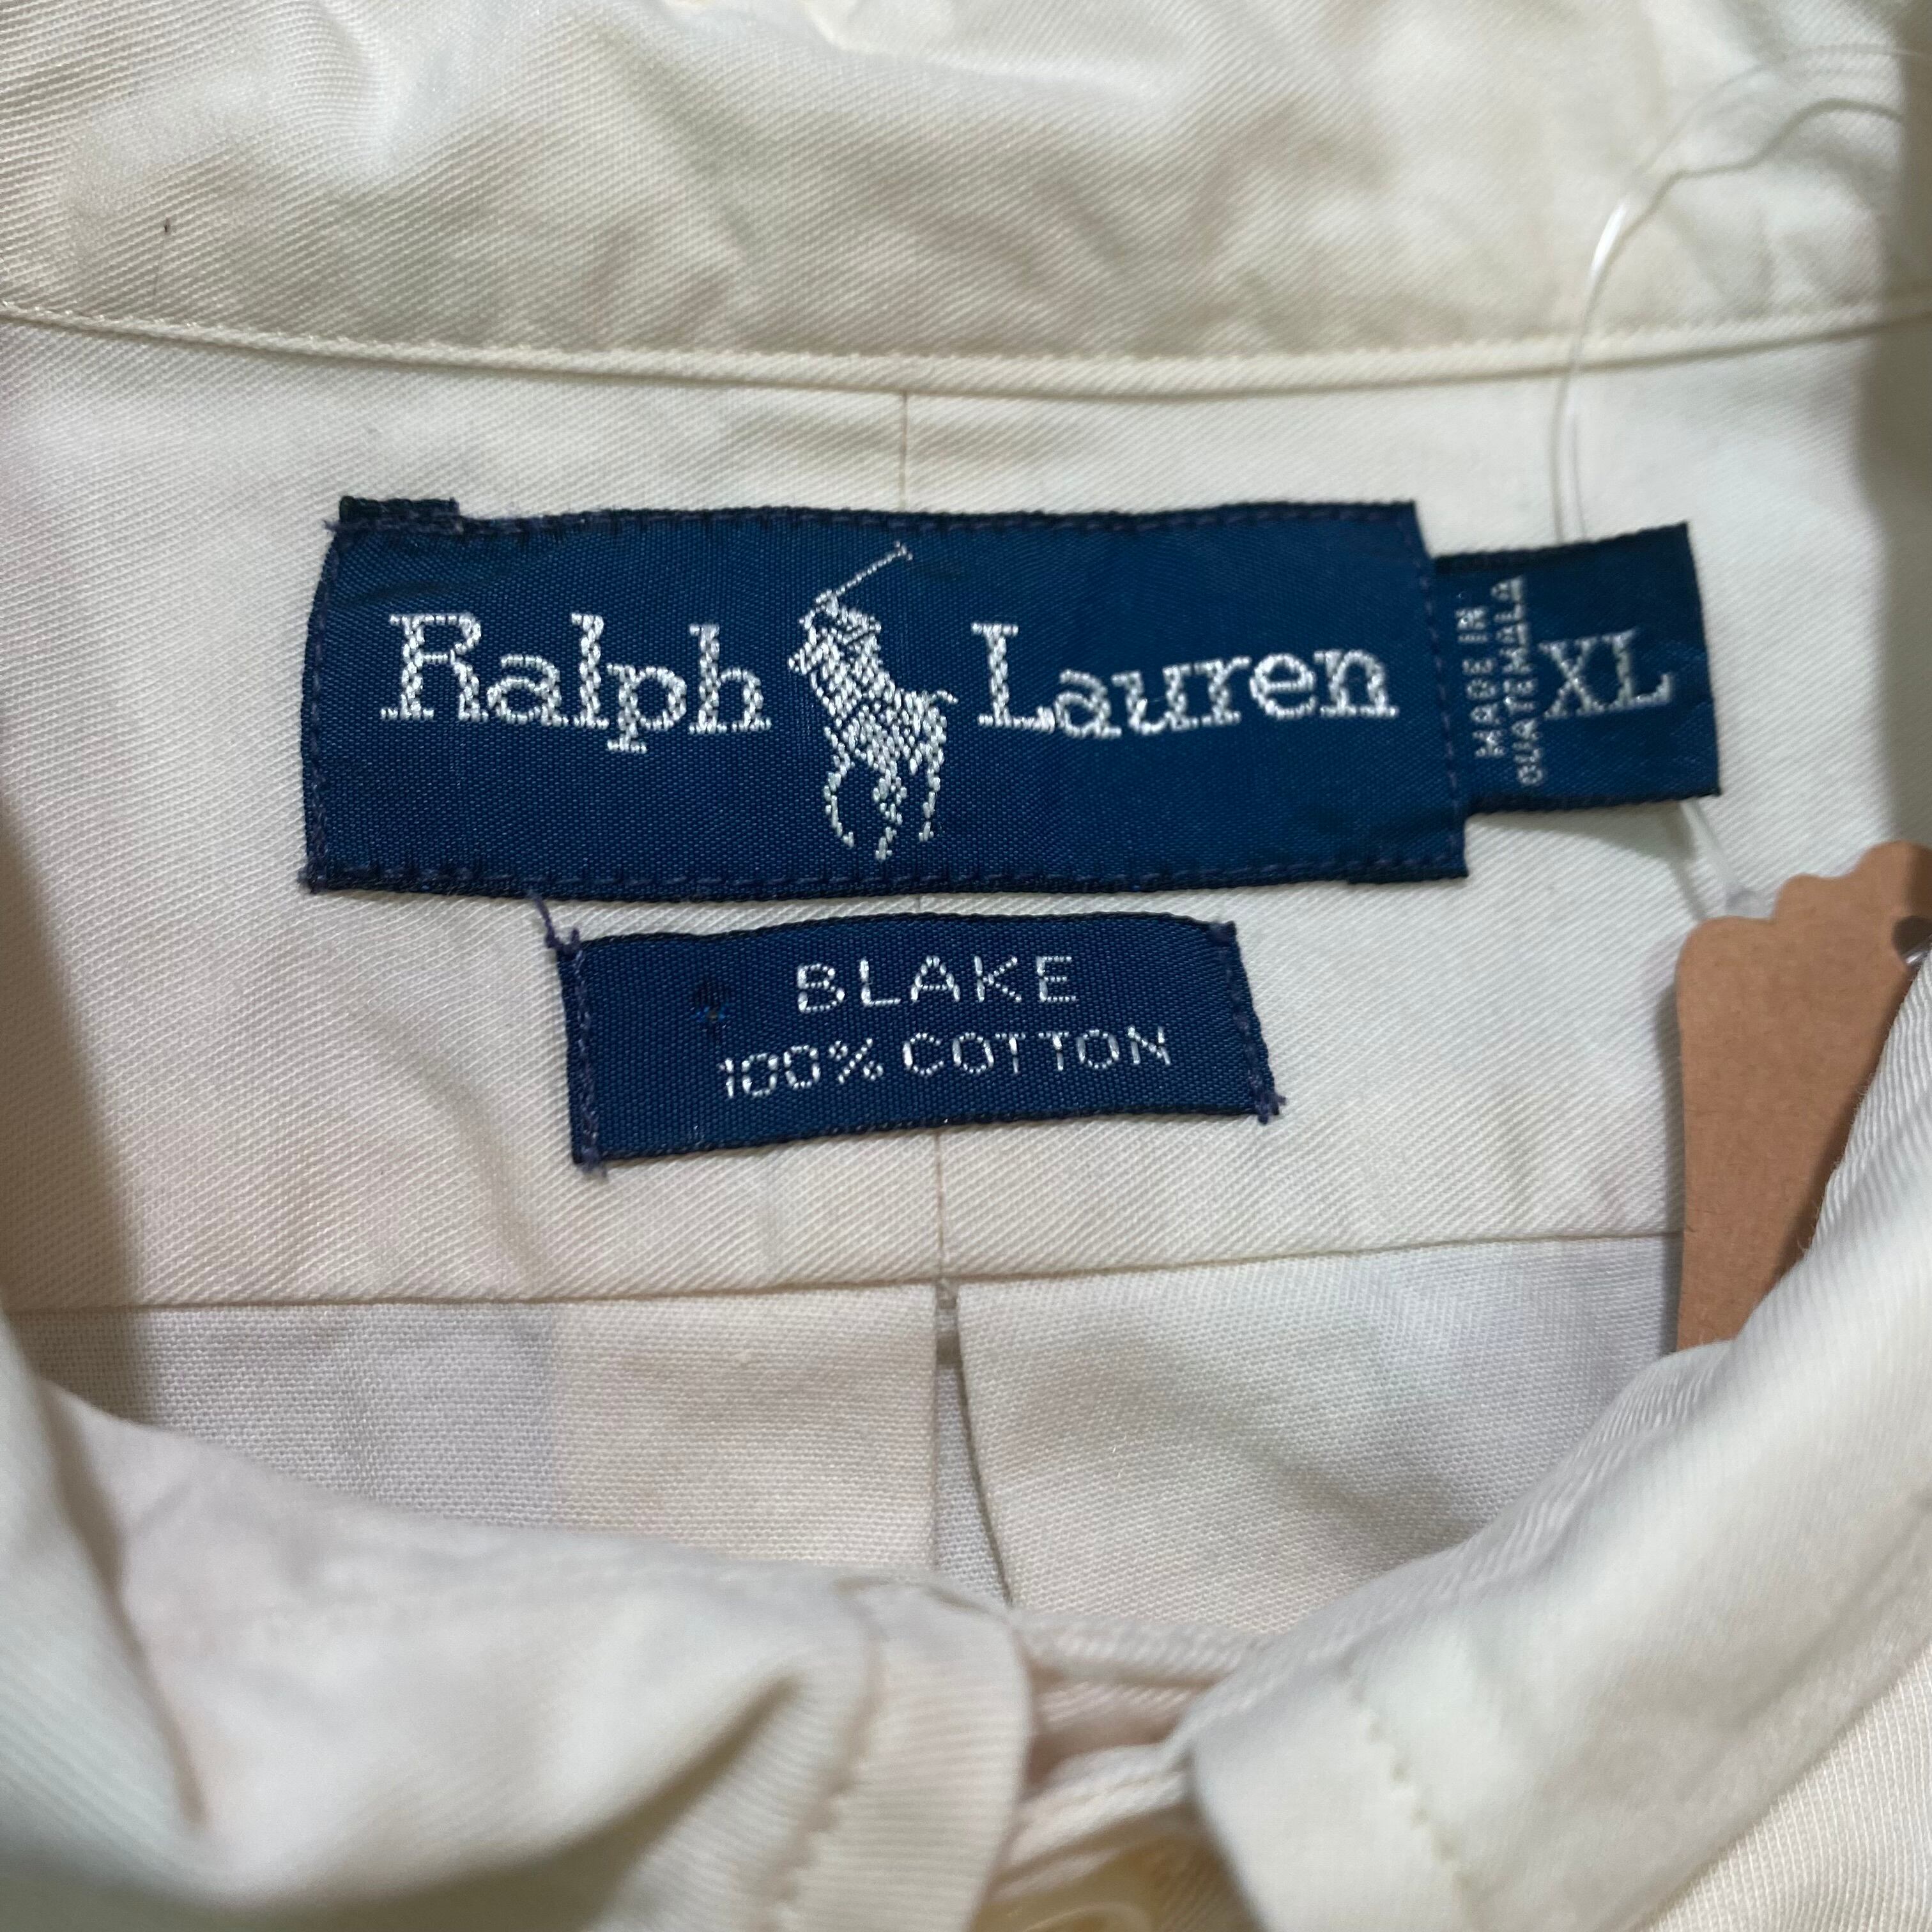 Ralph Lauren
MADE IN
GUATEMALA
XL
BLAKE
100% COTTON